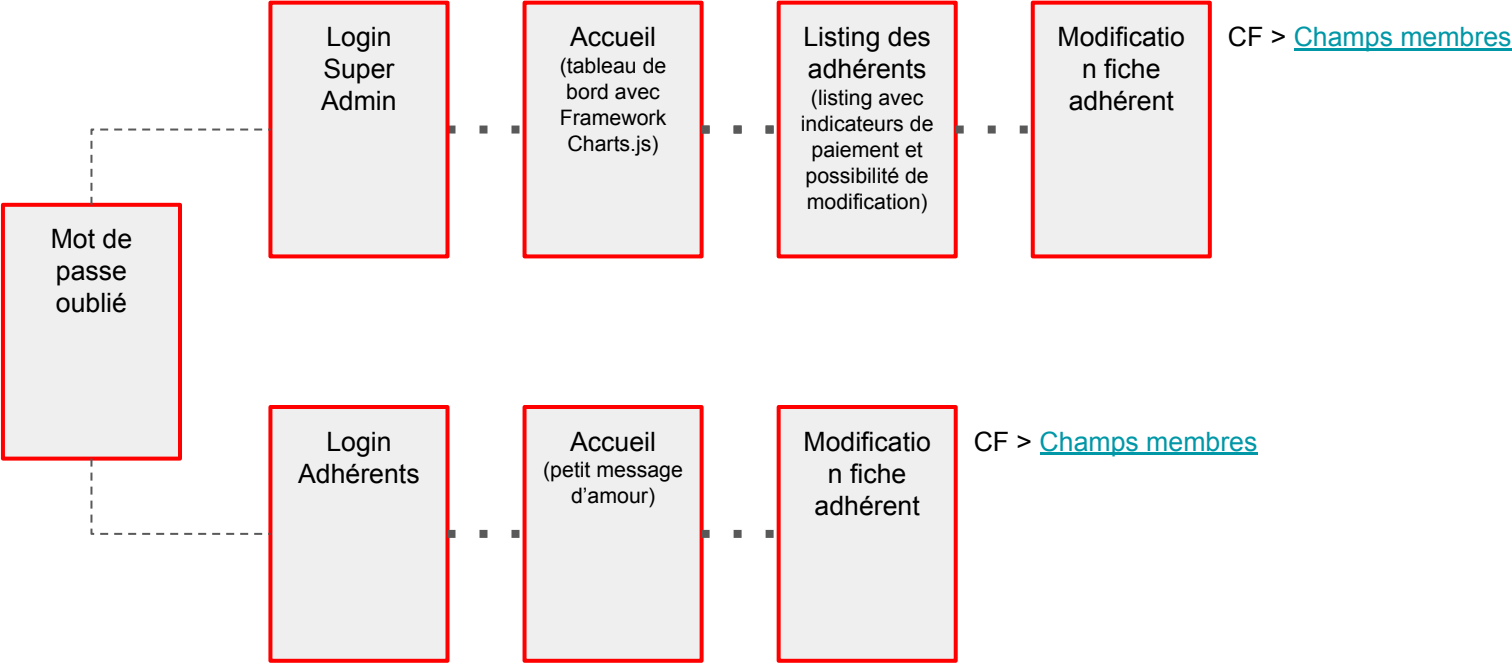 Login
Super
Admin
Accueil
(tableau de
bord avec
Framework
Charts.js)
Listing des
adhérents
(listing avec
indicateurs de
paiement et
possibilité de
modification)
Modificatio
n fiche
adhérent
CF > Champs membres
Mot de
passe
oublié
Login
Adhérents
Accueil
(petit message
d’amour)
Modificatio
n fiche
adhérent
CF > Champs membres